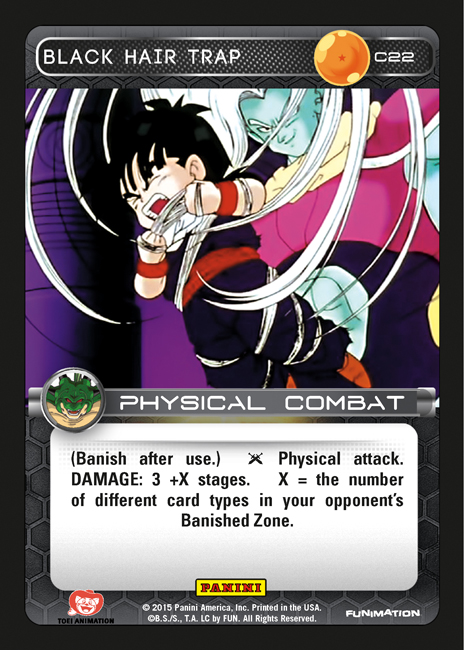 BLACK HAIR TRAP
C22
PHYSICAL COMBAT
(Banish after use.) Physical attack.
DAMAGE: 3 +X stages. X = the number
of different card types in your opponent's
Banished Zone.
PANINI
TOEI ANIMATION
© 2015 Panini America, Inc. Printed in the USA.
©B.S./S., T.A. LC by FUN. All Rights Reserved.
FUNIMATION